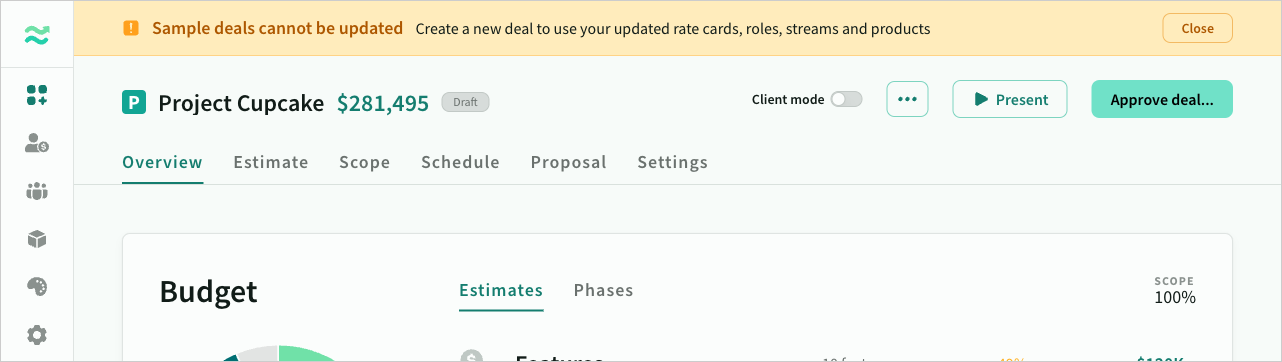 Sample deals cannot be updated Create a new deal to use your updated rate cards, roles, streams and products Close
P Project Cupcake $281,495 Draft Client mode ••• Present Approve deal...
Overview Estimate Scope Schedule Proposal Settings
Budget Estimates Phases SCOPE
100%
Features